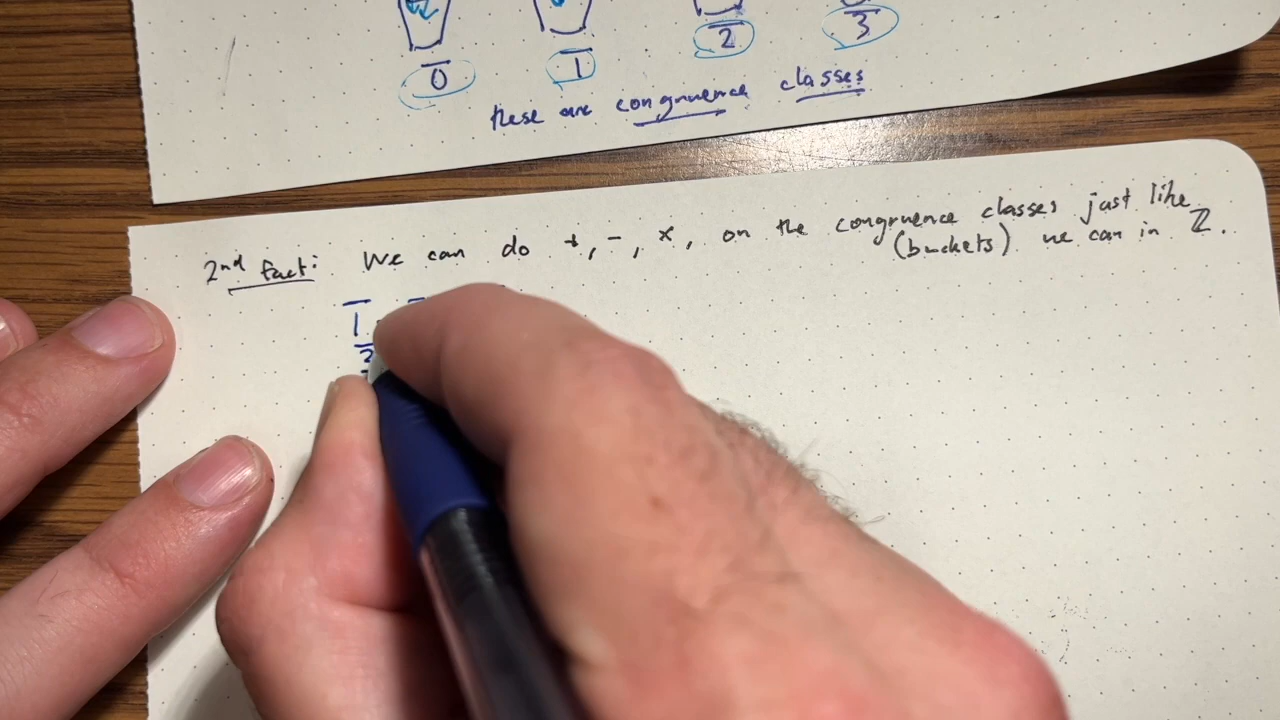 0̅ 1̅ 2̅ 3̅
these are congruence classes
2nd fact: We can do +, -, ×, on the congruence classes just like
(buckets) we can in ℤ.
1̅
2